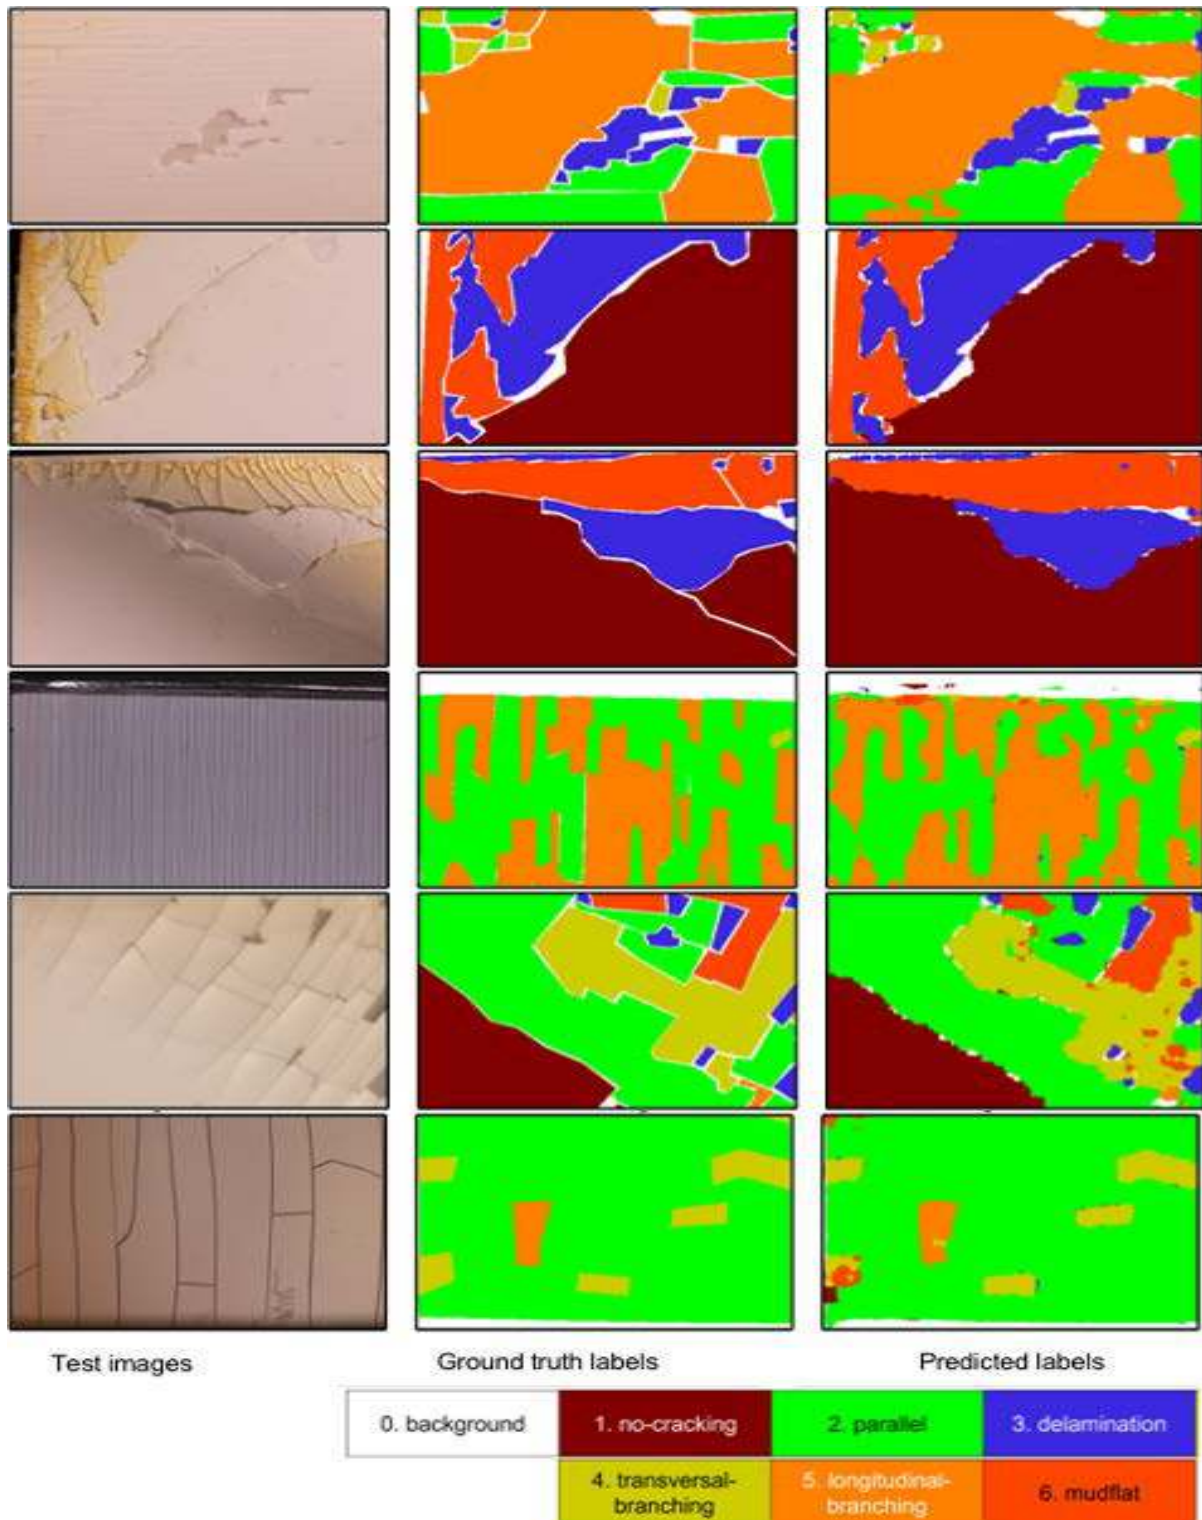 Test images
Ground truth labels
Predicted labels
0. background
1. no-cracking
2. parallel
3. delamination
4. transversal-
branching
5. longitudinal-
branching
6. mudflat